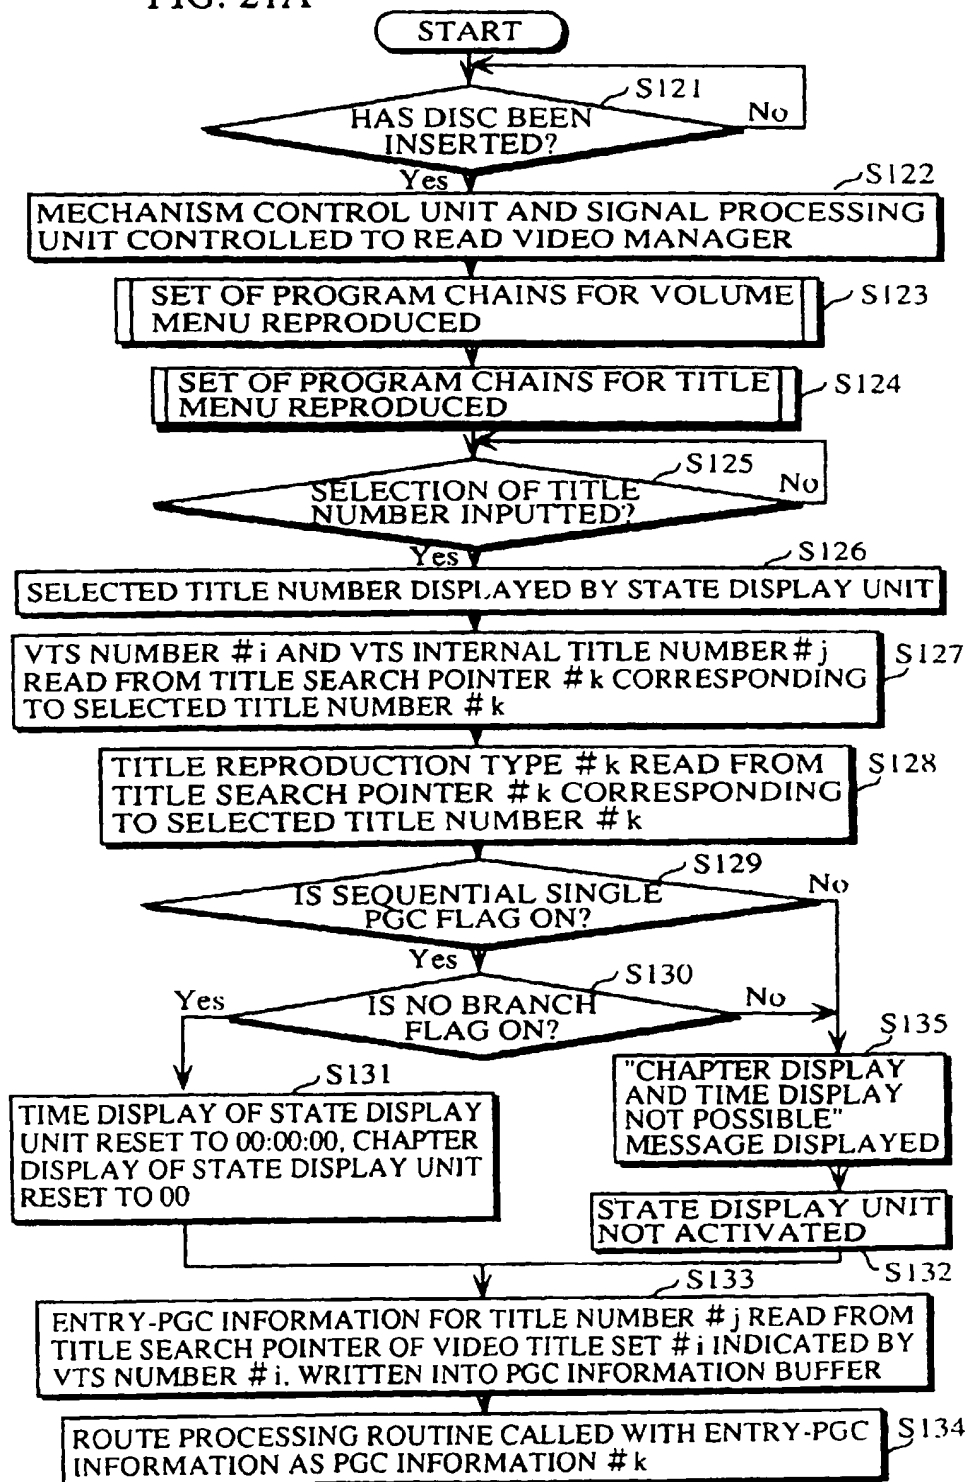 FIG. 21A
START
S121
HAS DISC BEEN
INSERTED?
No
Yes
S122
MECHANISM CONTROL UNIT AND SIGNAL PROCESSING
UNIT CONTROLLED TO READ VIDEO MANAGER
SET OF PROGRAM CHAINS FOR VOLUME
MENU REPRODUCED
S123
SET OF PROGRAM CHAINS FOR TITLE
MENU REPRODUCED
S124
S125
SELECTION OF TITLE
NUMBER INPUTTED?
No
Yes
S126
SELECTED TITLE NUMBER DISPLAYED BY STATE DISPLAY UNIT
VTS NUMBER #i AND VTS INTERNAL TITLE NUMBER #j
READ FROM TITLE SEARCH POINTER #k CORRESPONDING
TO SELECTED TITLE NUMBER #k
S127
TITLE REPRODUCTION TYPE #k READ FROM
TITLE SEARCH POINTER #k CORRESPONDING
TO SELECTED TITLE NUMBER #k
S128
S129
IS SEQUENTIAL SINGLE
PGC FLAG ON?
No
Yes
S130
IS NO BRANCH
FLAG ON?
Yes
No
S131
TIME DISPLAY OF STATE DISPLAY
UNIT RESET TO 00:00:00, CHAPTER
DISPLAY OF STATE DISPLAY UNIT
RESET TO 00
S135
"CHAPTER DISPLAY
AND TIME DISPLAY
NOT POSSIBLE"
MESSAGE DISPLAYED
STATE DISPLAY UNIT
NOT ACTIVATED
S132
S133
ENTRY-PGC INFORMATION FOR TITLE NUMBER #j READ FROM
TITLE SEARCH POINTER OF VIDEO TITLE SET #i INDICATED BY
VTS NUMBER #i. WRITTEN INTO PGC INFORMATION BUFFER
ROUTE PROCESSING ROUTINE CALLED WITH ENTRY-PGC
INFORMATION AS PGC INFORMATION #k
S134